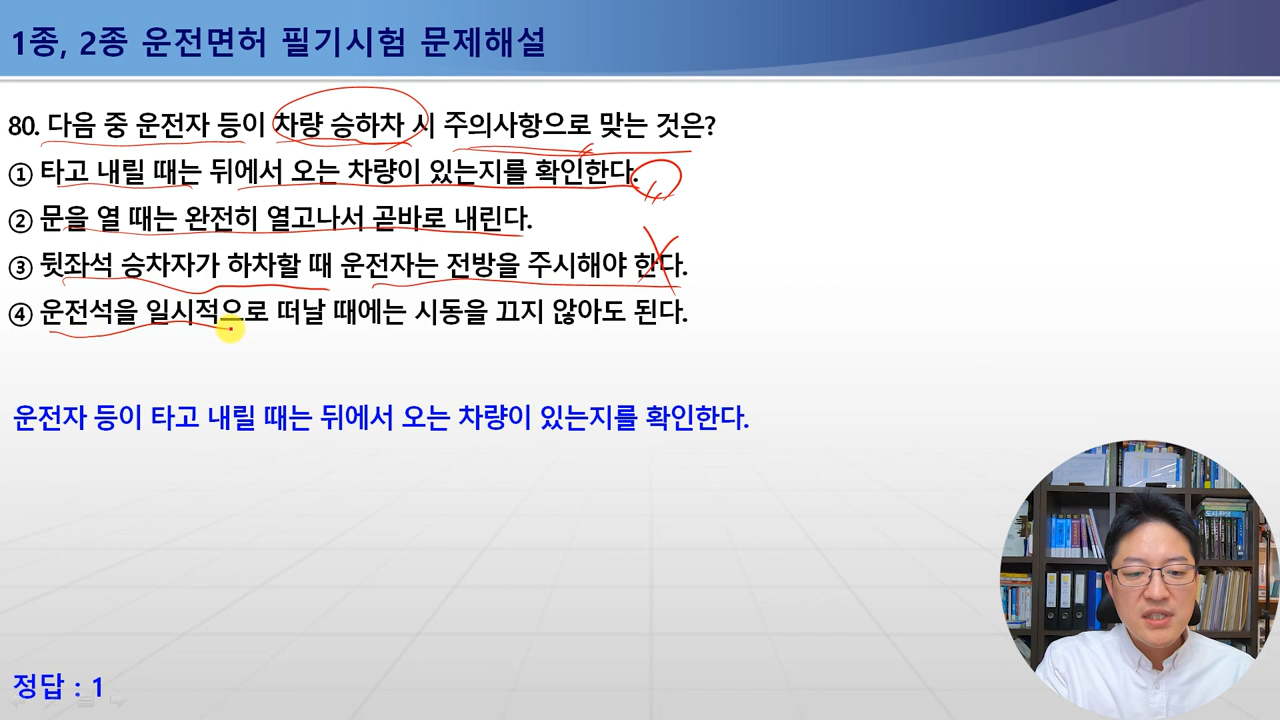 1종, 2종 운전면허 필기시험 문제해설
80. 다음 중 운전자 등이 차량 승하차 시 주의사항으로 맞는 것은?
① 타고 내릴 때는 뒤에서 오는 차량이 있는지를 확인한다.
② 문을 열 때는 완전히 열고나서 곧바로 내린다.
③ 뒷좌석 승차자가 하차할 때 운전자는 전방을 주시해야 한다.
④ 운전석을 일시적으로 떠날 때에는 시동을 끄지 않아도 된다.
운전자 등이 타고 내릴 때는 뒤에서 오는 차량이 있는지를 확인한다.
정답 : 1